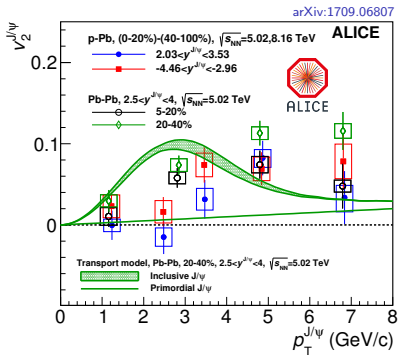 arXiv:1709.06807
p-Pb, (0-20%)-(40-100%), √s_NN=5.02,8.16 TeV
ALICE
2.03<y^J/ψ<3.53
-4.46<y^J/ψ<-2.96
Pb-Pb, 2.5<y^J/ψ<4, √s_NN=5.02 TeV
5-20%
20-40%
ALICE
v_2^J/ψ
0.2
0.1
0.0
Transport model, Pb-Pb, 20-40%, 2.5<y^J/ψ<4, √s_NN=5.02 TeV
Inclusive J/ψ
Primordial J/ψ
0 1 2 3 4 5 6 7 8
p_T^J/ψ (GeV/c)